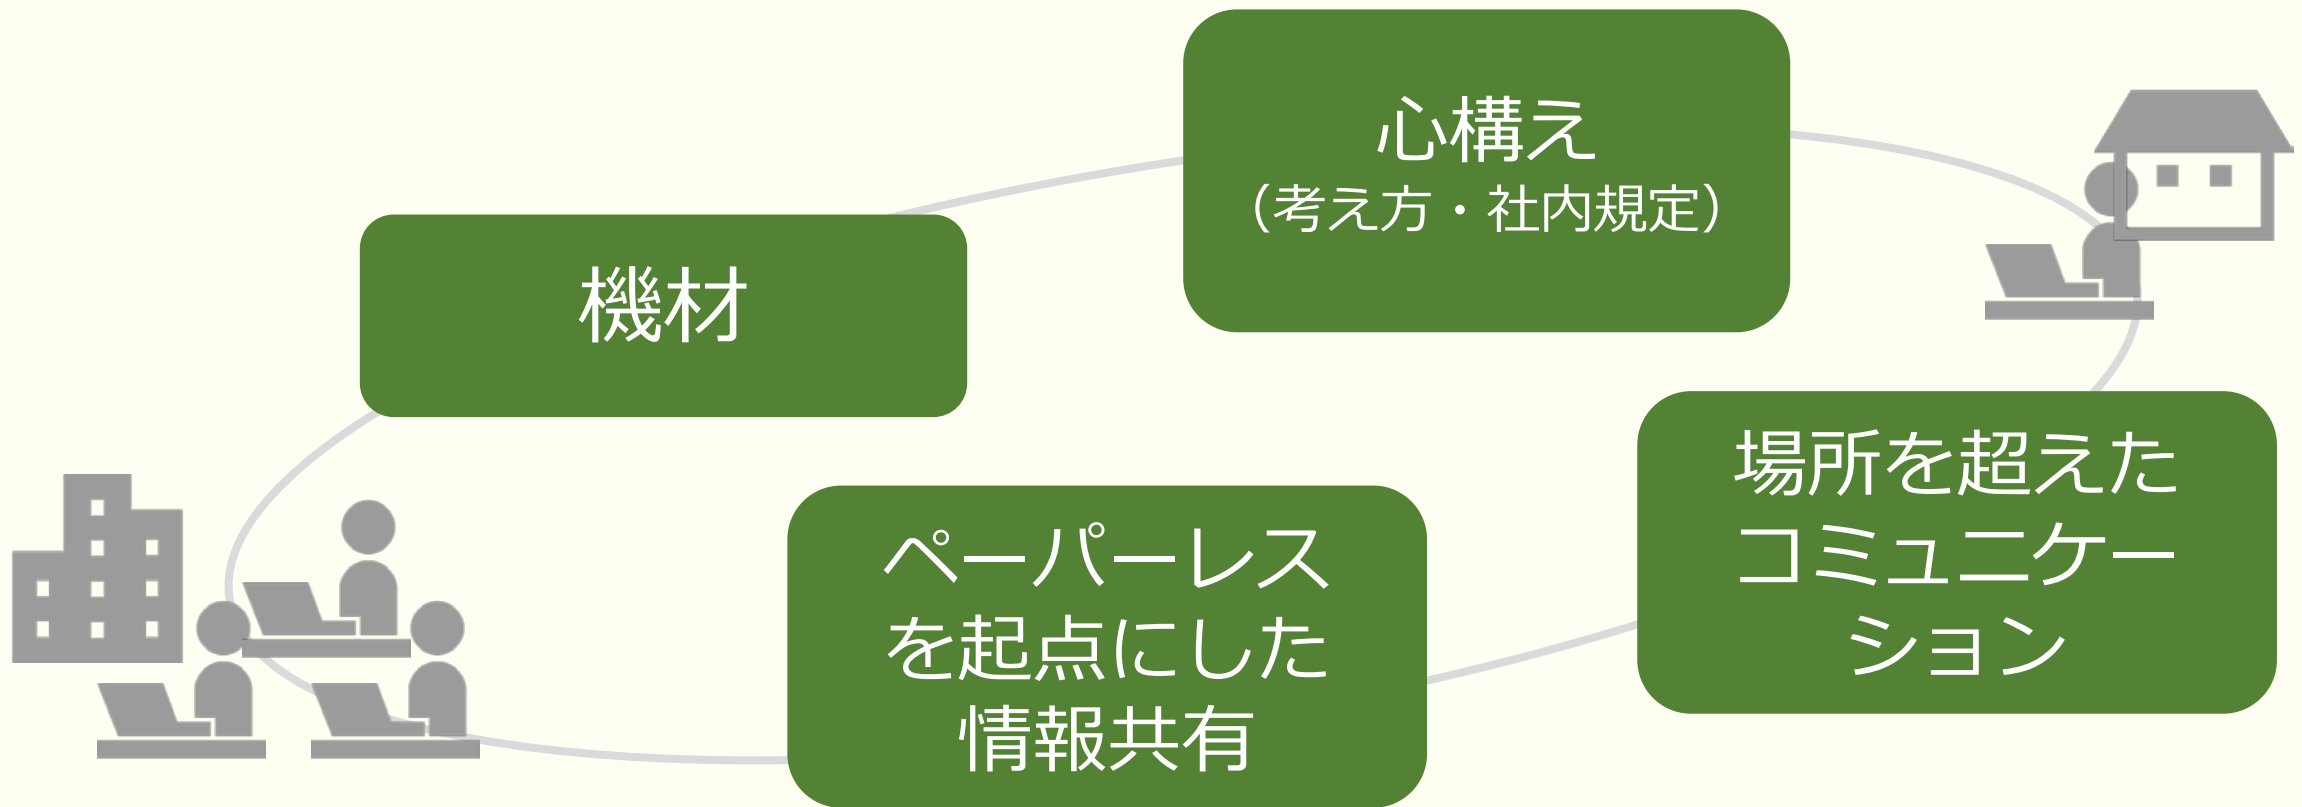 心構え
（考え方・社内規定）
機材
場所を超えた
コミュニケー
ション
ペーパーレス
を起点にした
情報共有